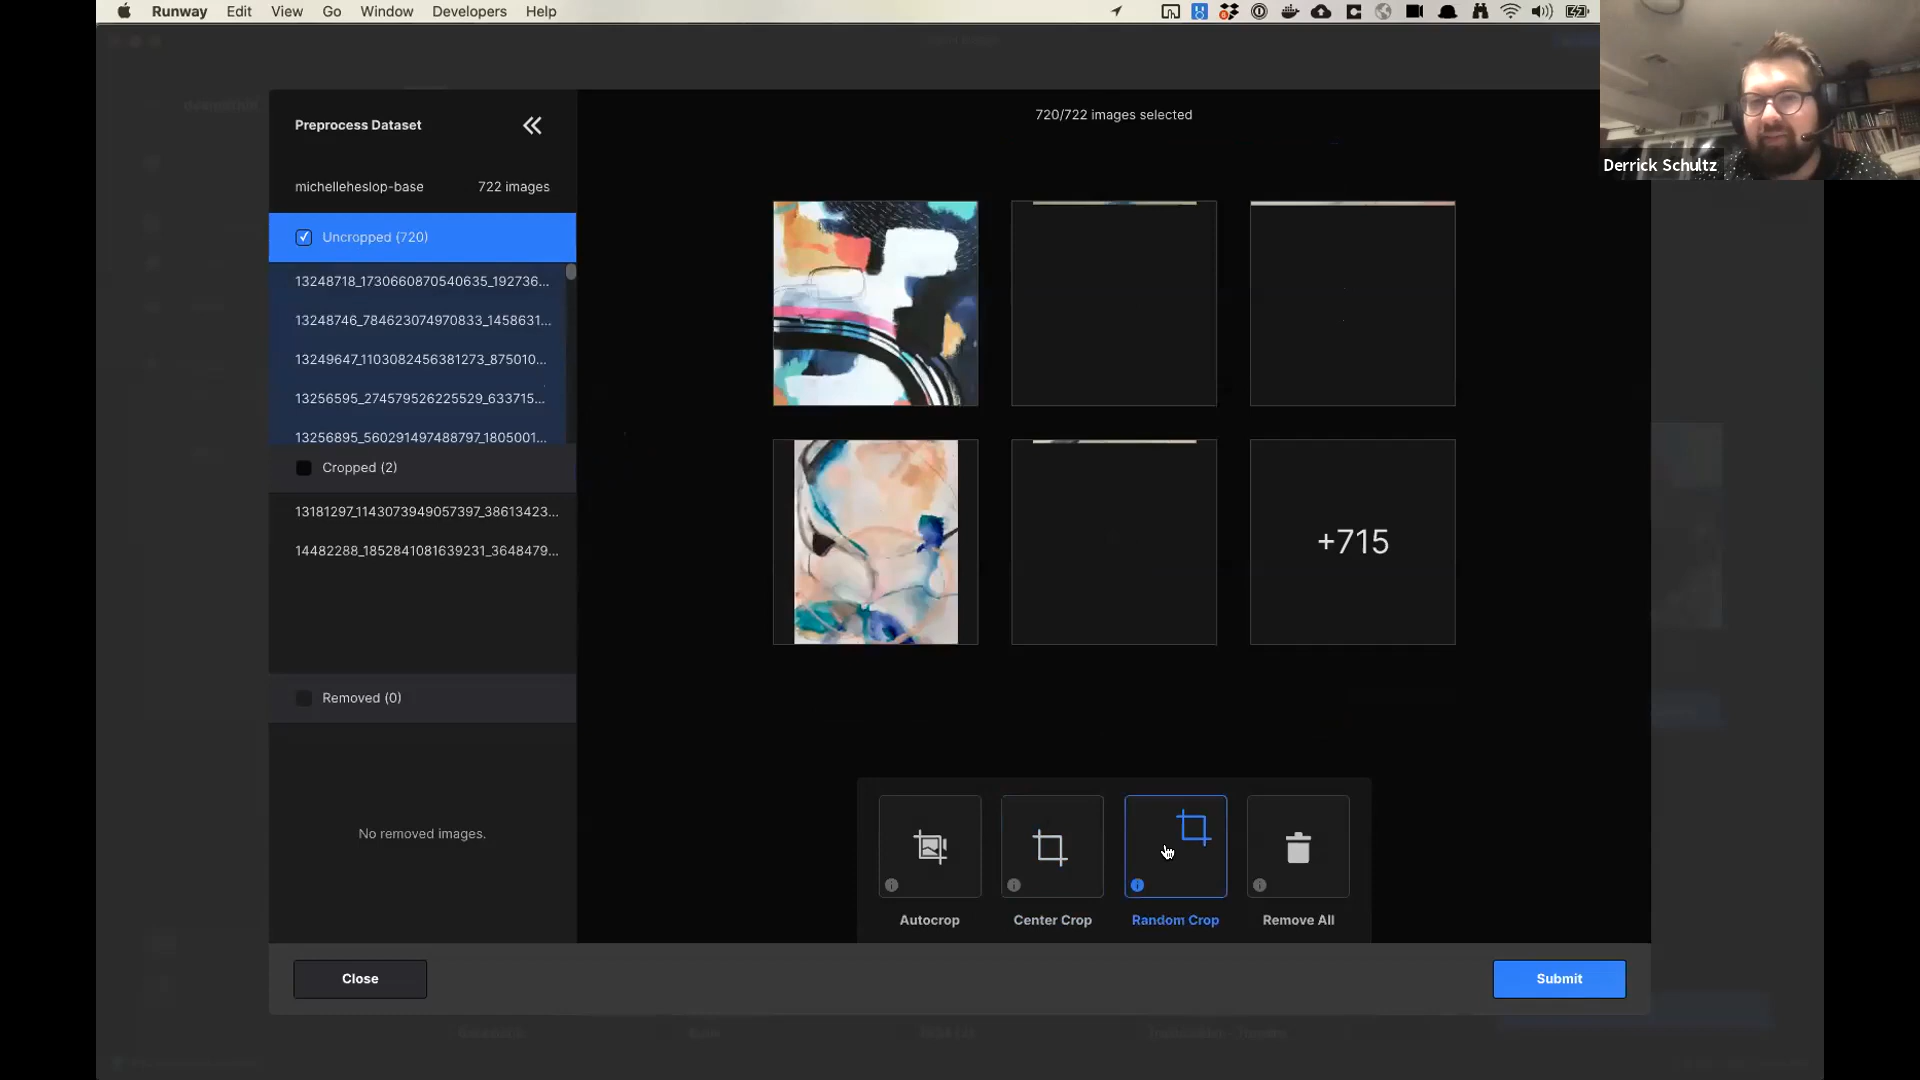 Runway Edit View Go Window Developers Help
Derrick Schultz
Preprocess Dataset
720/722 images selected
michelleheslop-base 722 images
Uncropped (720)
13248718_1730660870540635_192736...
13248746_784623074970833_1458631...
13249647_1103082456381273_875010...
13256595_274579526225529_633715...
13256895_560291497488797_1805001...
Cropped (2)
13181297_1143073949057397_38613423...
14482288_1852841081639231_3648479...
+715
Removed (0)
No removed images.
Autocrop
Center Crop
Random Crop
Remove All
Close
Submit